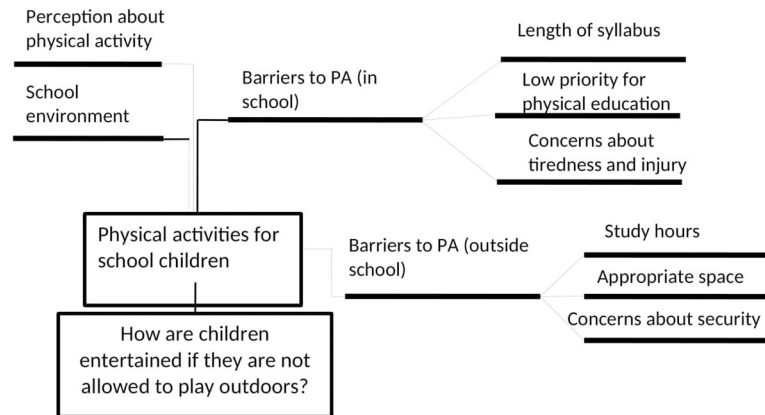 Perception about
physical activity
School
environment
Barriers to PA (in
school)
Length of syllabus
Low priority for
physical education
Concerns about
tiredness and injury
Physical activities for
school children
Barriers to PA (outside
school)
Study hours
Appropriate space
Concerns about security
How are children
entertained if they are not
allowed to play outdoors?